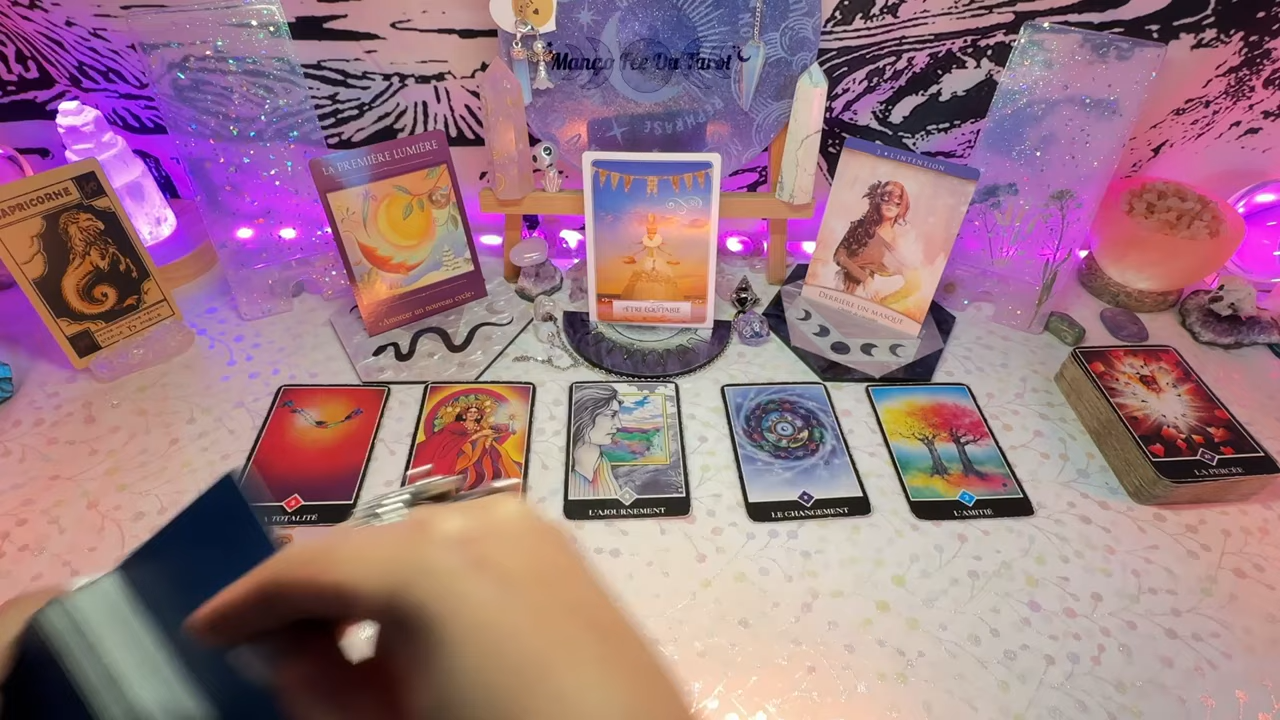 Mango Fée Du Tarot
PHRASE
CAPRICORNE
LA PREMIÈRE LUMIÈRE
• Amorcer un nouveau cycle •
ÊTRE ÉQUITABLE
L'INTENTION
DERRIÈRE UN MASQUE
TOTALITÉ
L'AJOURNEMENT
LE CHANGEMENT
L'AMITIÉ
LA PERCÉE